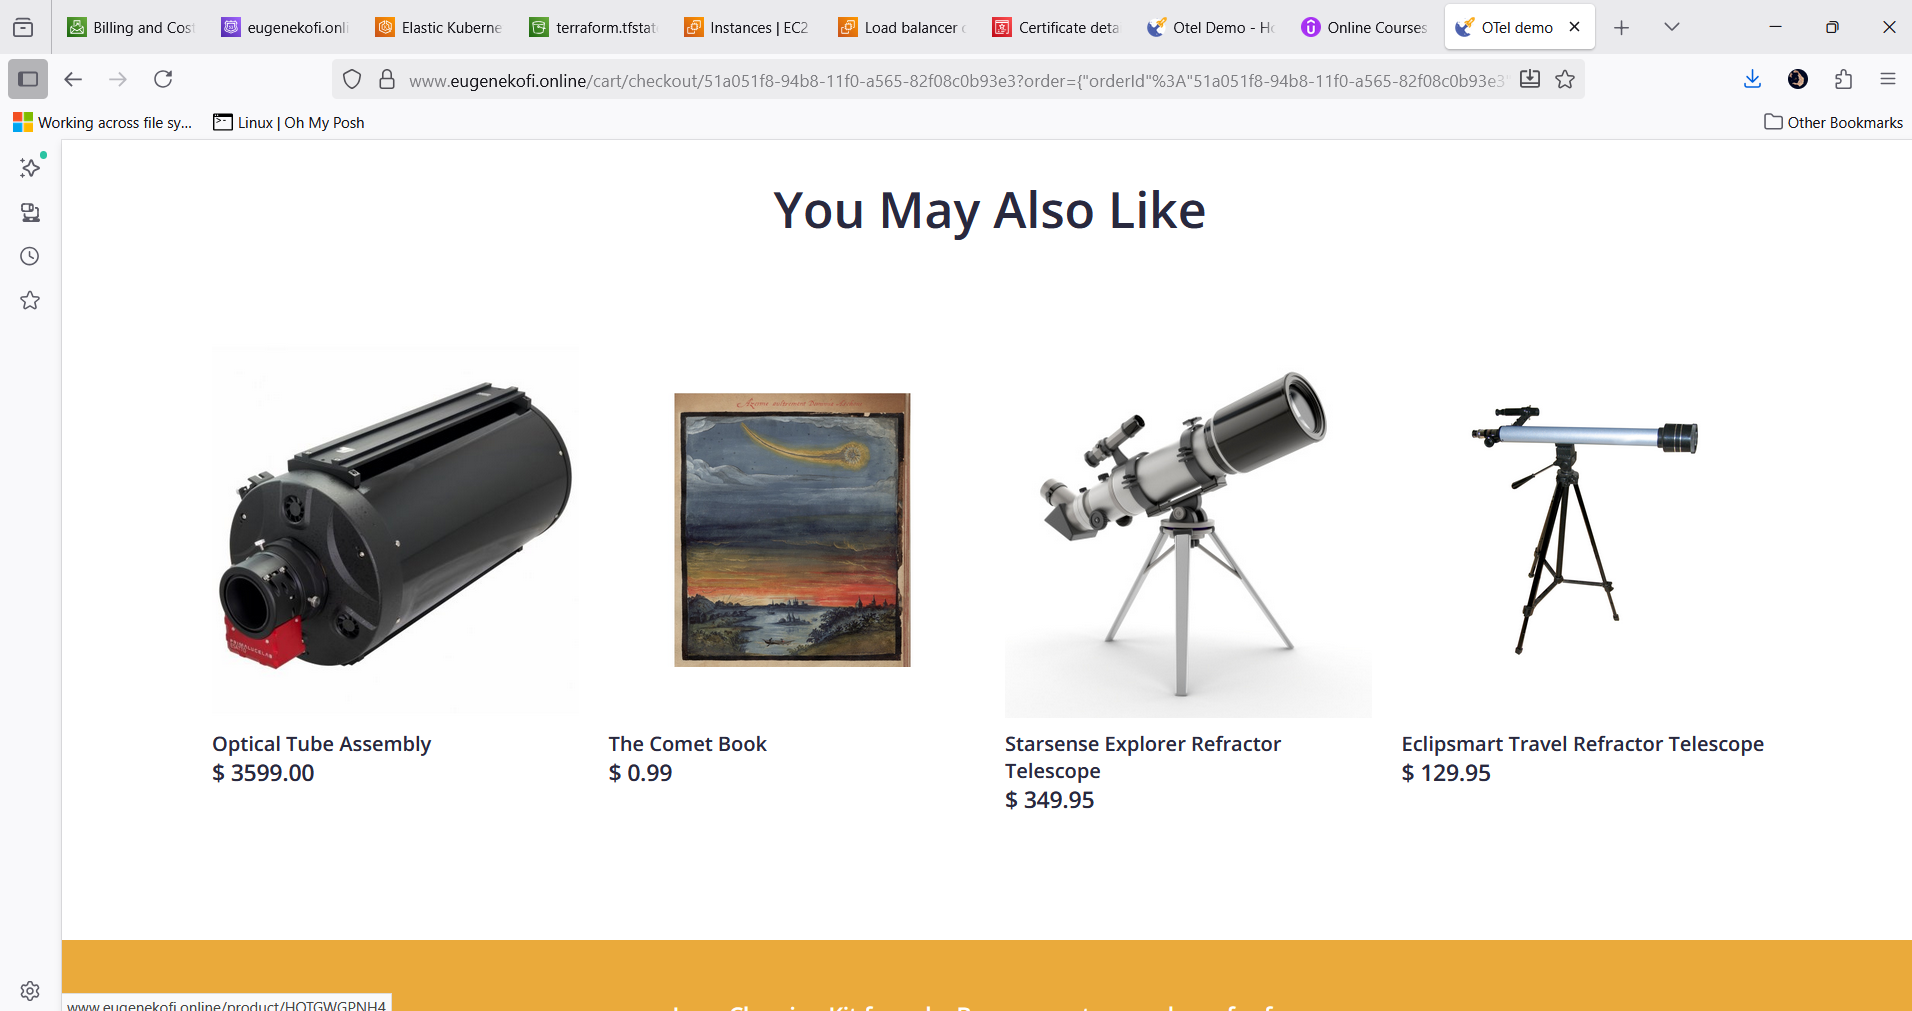 Billing and Cost
eugenekofi.onli
Elastic Kuberne
terraform.tfstat
Instances | EC2
Load balancer
Certificate deta
Otel Demo - Ho
Online Courses
OTel demo
www.eugenekofi.online/cart/checkout/51a051f8-94b8-11f0-a565-82f08c0b93e3?order={"orderId"%3A"51a051f8-94b8-11f0-a565-82f08c0b93e3"
Working across file sy...
Linux | Oh My Posh
Other Bookmarks
You May Also Like
Optical Tube Assembly
$ 3599.00
The Comet Book
$ 0.99
Starsense Explorer Refractor
Telescope
$ 349.95
Eclipsmart Travel Refractor Telescope
$ 129.95
www.eugenekofi.online/product/HQTGWGPNH4